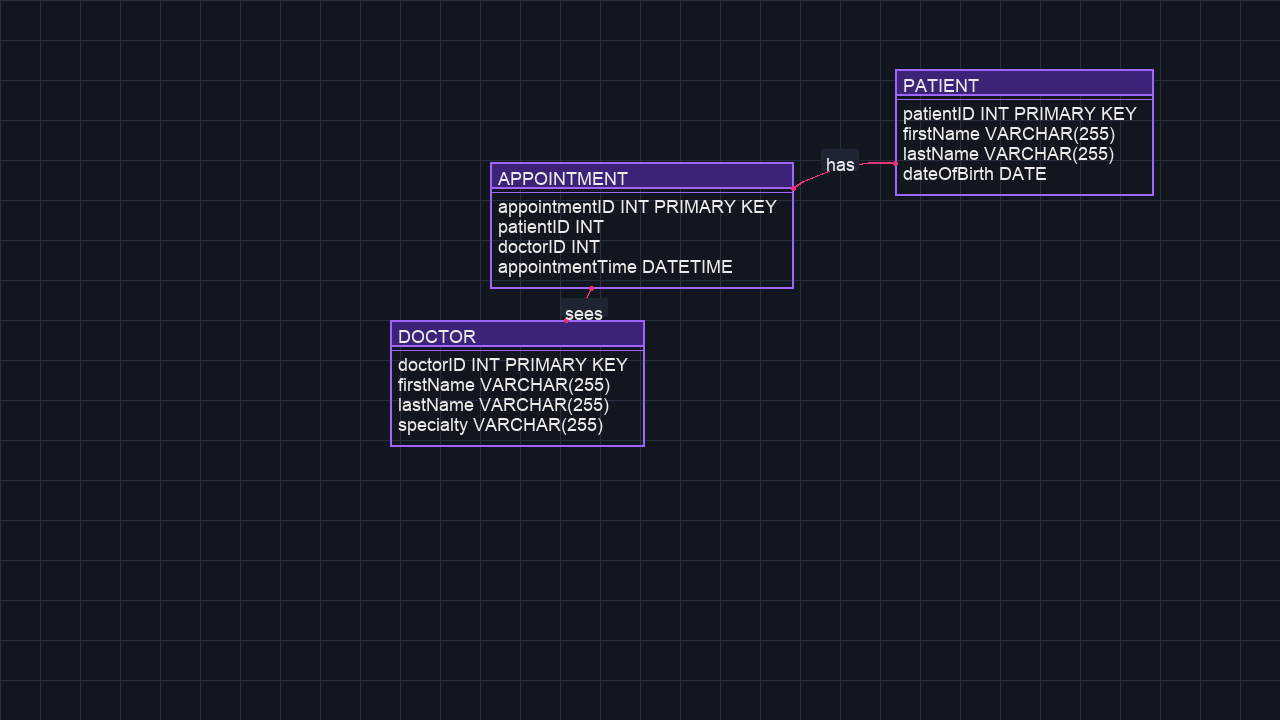 PATIENT
patientID INT PRIMARY KEY
firstName VARCHAR(255)
lastName VARCHAR(255)
dateOfBirth DATE
has
APPOINTMENT
appointmentID INT PRIMARY KEY
patientID INT
doctorID INT
appointmentTime DATETIME
sees
DOCTOR
doctorID INT PRIMARY KEY
firstName VARCHAR(255)
lastName VARCHAR(255)
specialty VARCHAR(255)